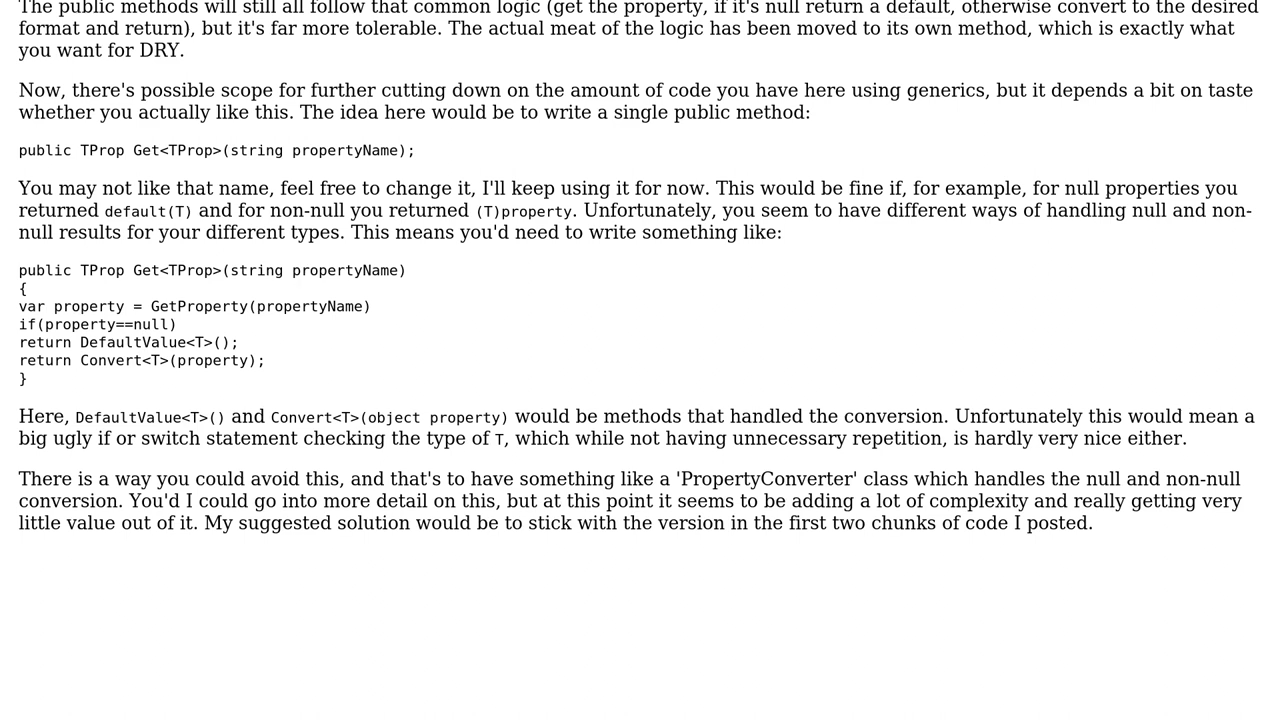 The public methods will still all follow that common logic (get the property, if it's null return a default, otherwise convert to the desired
format and return), but it's far more tolerable. The actual meat of the logic has been moved to its own method, which is exactly what
you want for DRY.
Now, there's possible scope for further cutting down on the amount of code you have here using generics, but it depends a bit on taste
whether you actually like this. The idea here would be to write a single public method:
public TProp Get<TProp>(string propertyName);
You may not like that name, feel free to change it, I'll keep using it for now. This would be fine if, for example, for null properties you
returned default(T) and for non-null you returned (T)property. Unfortunately, you seem to have different ways of handling null and non-
null results for your different types. This means you'd need to write something like:
public TProp Get<TProp>(string propertyName)
{
var property = GetProperty(propertyName)
if(property==null)
return DefaultValue<T>();
return Convert<T>(property);
}
Here, DefaultValue<T>() and Convert<T>(object property) would be methods that handled the conversion. Unfortunately this would mean a
big ugly if or switch statement checking the type of T, which while not having unnecessary repetition, is hardly very nice either.
There is a way you could avoid this, and that's to have something like a 'PropertyConverter' class which handles the null and non-null
conversion. You'd I could go into more detail on this, but at this point it seems to be adding a lot of complexity and really getting very
little value out of it. My suggested solution would be to stick with the version in the first two chunks of code I posted.